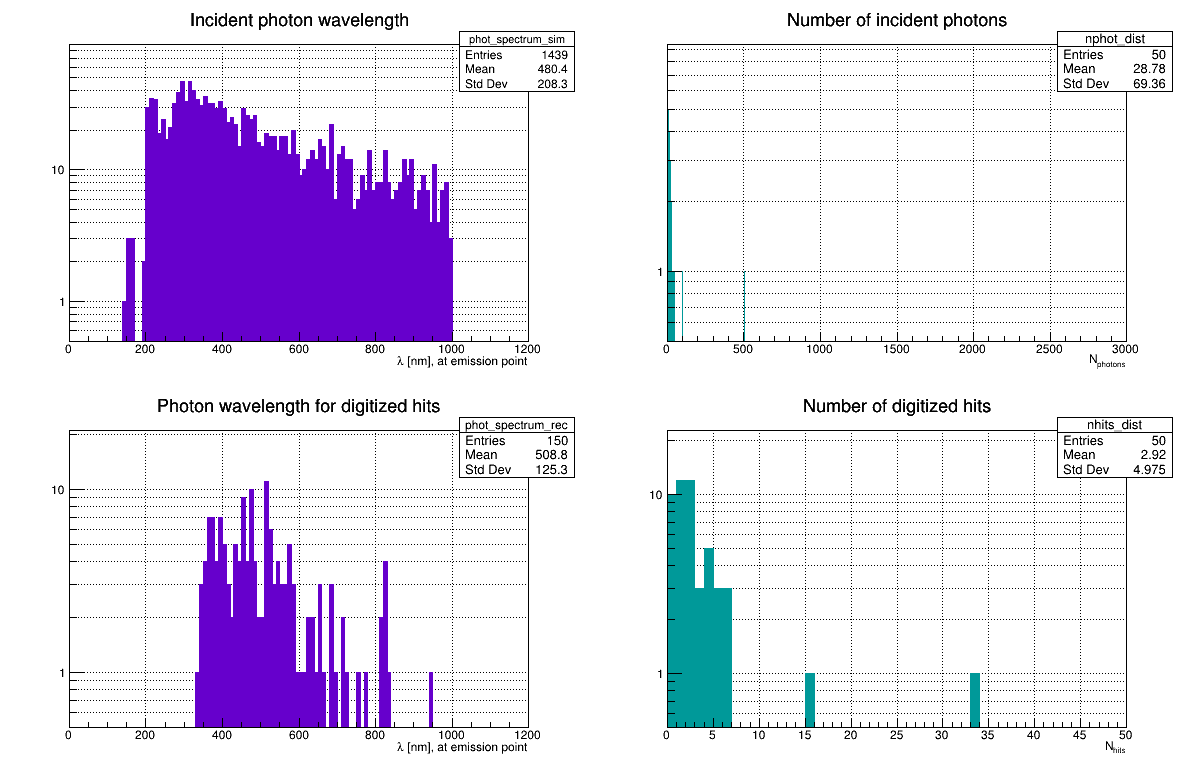 Incident photon wavelength
phot_spectrum_sim
Entries 1439
Mean 480.4
Std Dev 208.3
10
1
0 200 400 600 800 1000 1200
λ [nm], at emission point
Number of incident photons
nphot_dist
Entries 50
Mean 28.78
Std Dev 69.36
1
0 500 1000 1500 2000 2500 3000
Nphotons
Photon wavelength for digitized hits
phot_spectrum_rec
Entries 150
Mean 508.8
Std Dev 125.3
10
1
0 200 400 600 800 1000 1200
λ [nm], at emission point
Number of digitized hits
nhits_dist
Entries 50
Mean 2.92
Std Dev 4.975
10
1
0 5 10 15 20 25 30 35 40 45 50
Nhits